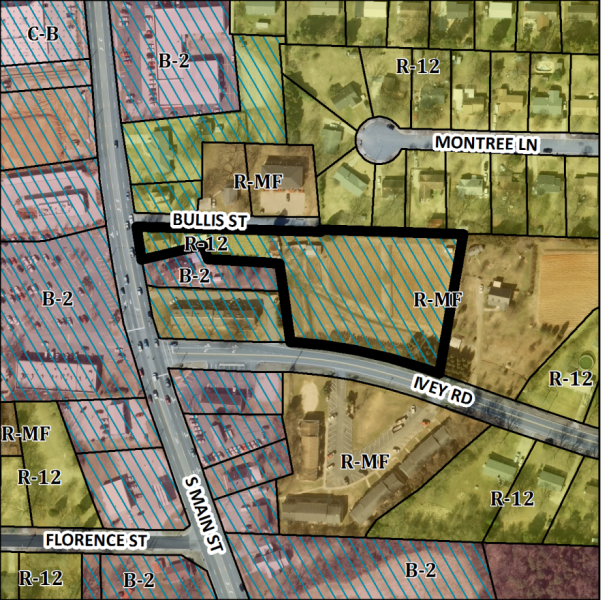 C-B
B-2
R-12
MONTREE LN
R-MF
BULLIS ST
R-12
B-2
B-2
R-MF
R-12
IVEY RD
R-MF
R-MF
R-12
R-12
S MAIN ST
FLORENCE ST
R-12
B-2
B-2